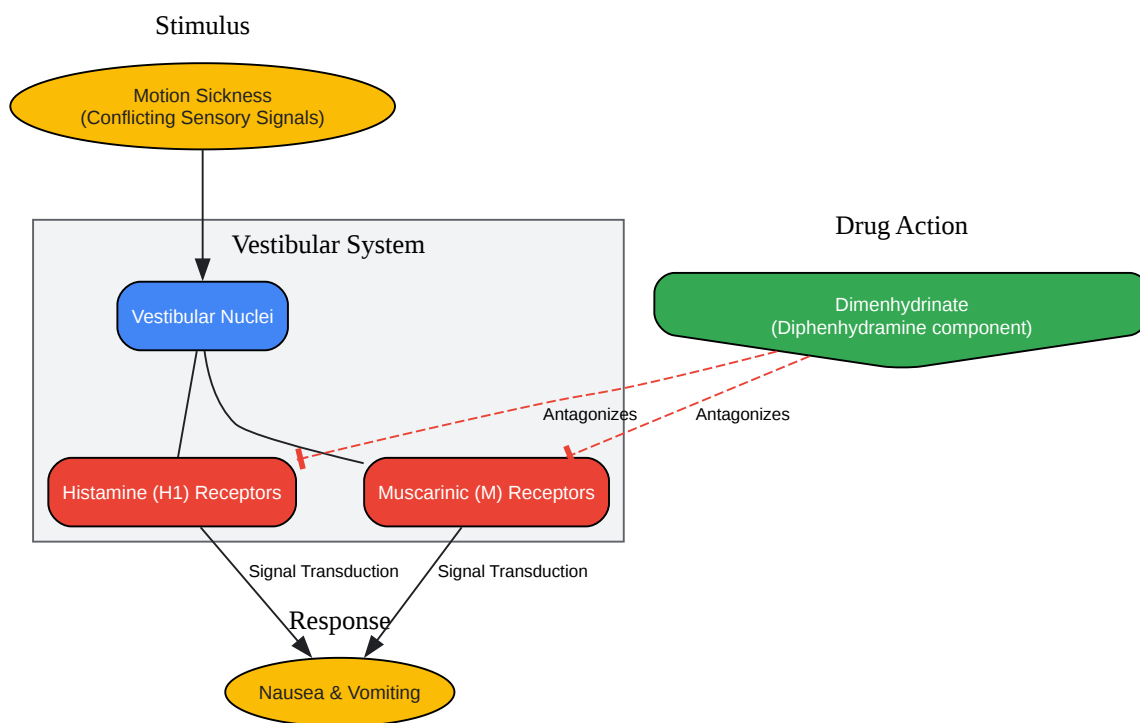 Stimulus
Motion Sickness
(Conflicting Sensory Signals)
Drug Action
Vestibular System
Dimenhydrinate
(Diphenhydramine component)
Vestibular Nuclei
Antagonizes
Antagonizes
Histamine (H1) Receptors
Muscarinic (M) Receptors
Signal Transduction
Signal Transduction
Response
Nausea & Vomiting